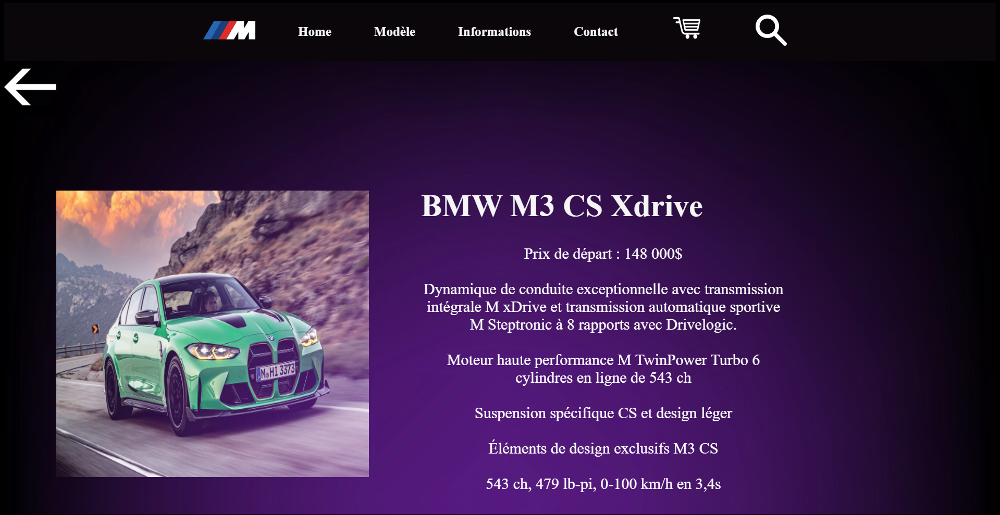 M
Home
Modèle
Informations
Contact
BMW M3 CS Xdrive
Prix de départ : 148 000$
Dynamique de conduite exceptionnelle avec transmission
intégrale M xDrive et transmission automatique sportive
M Steptronic à 8 rapports avec Drivelogic.
Moteur haute performance M TwinPower Turbo 6
cylindres en ligne de 543 ch
M HI 3373
Suspension spécifique CS et design léger
Éléments de design exclusifs M3 CS
543 ch, 479 lb-pi, 0-100 km/h en 3,4s